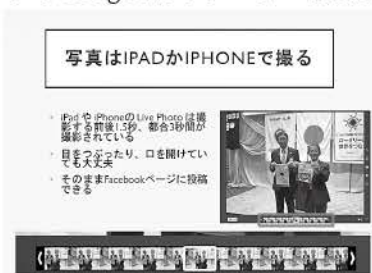 写真はIPADかIPHONEで撮る
iPad や iPhoneの Live Photo は撮
影する前後1.5秒、都合3秒間が
撮影されている
目をつぶったり、口を開けてい
ても大丈夫
そのままFacebookページに投稿
できる